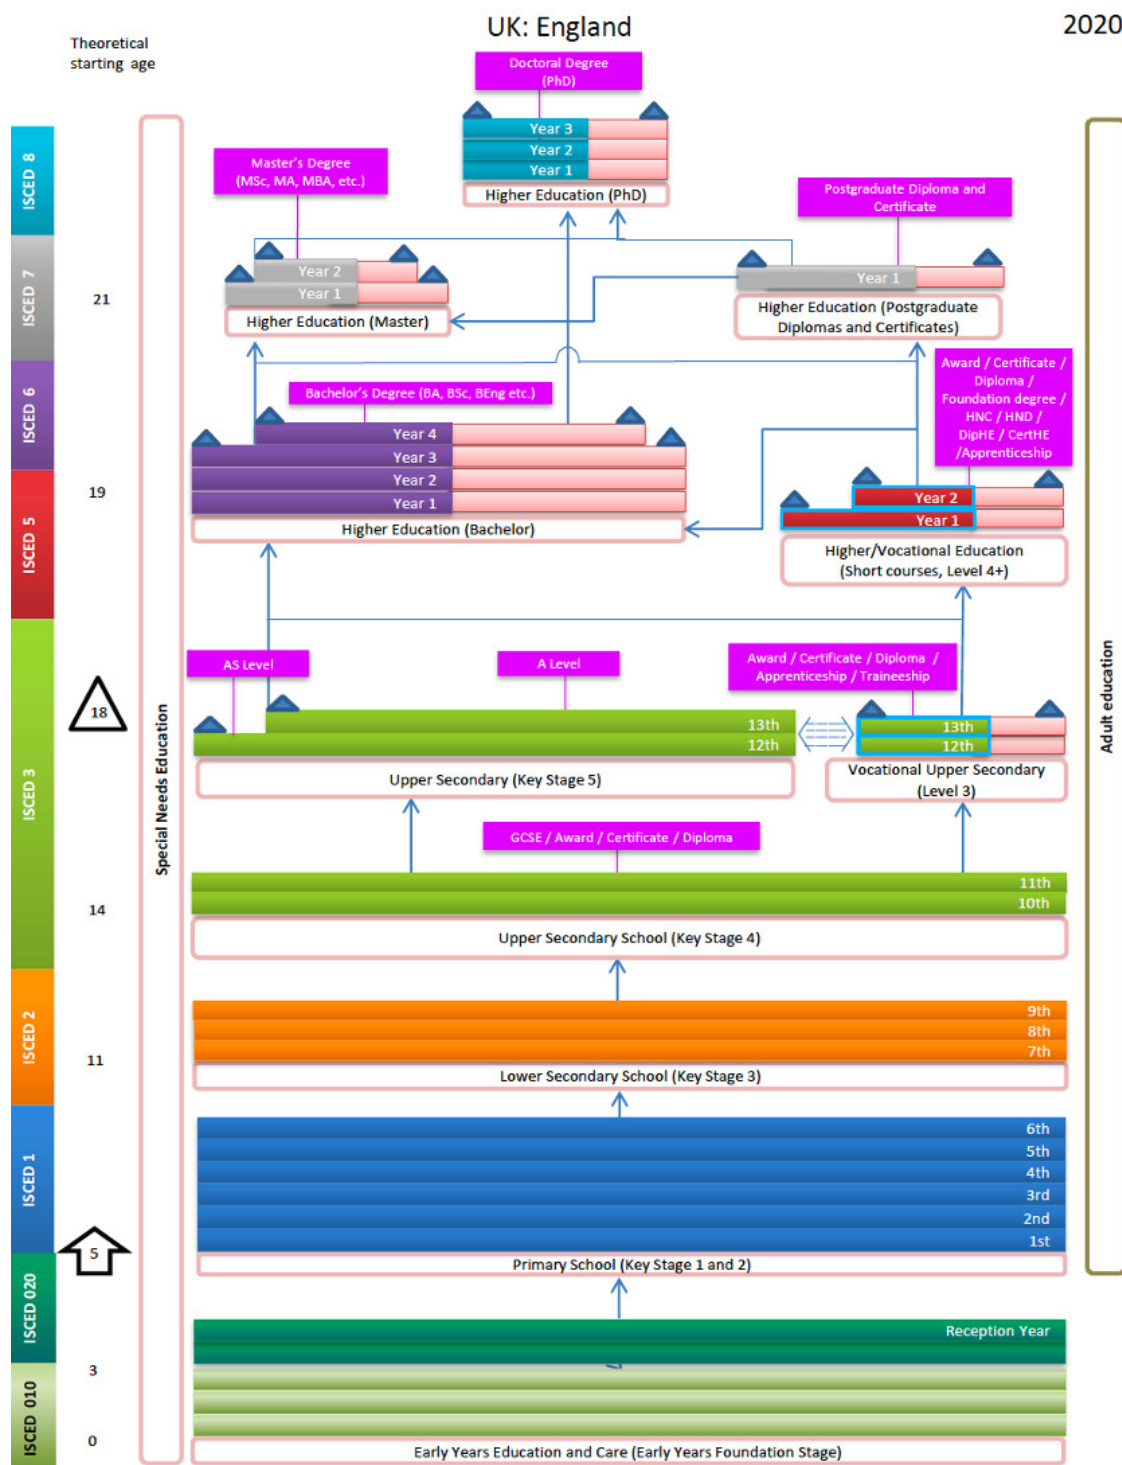 UK: England
2020
Theoretical
starting age
Doctoral Degree
(PhD)
Year 3
Year 2
Year 1
Higher Education (PhD)
ISCED 8
Master's Degree
(MSc, MA, MBA, etc.)
Postgraduate Diploma and
Certificate
ISCED 7
21
Year 2
Year 1
Higher Education (Master)
Year 1
Higher Education (Postgraduate
Diplomas and Certificates)
ISCED 6
Bachelor's Degree (BA, BSc, BEng etc.)
Award / Certificate /
Diploma /
Foundation degree /
HNC / HND /
DipHE / CertHE
/Apprenticeship
Year 4
Year 3
Year 2
Year 1
Higher Education (Bachelor)
ISCED 5
19
Year 2
Year 1
Higher/Vocational Education
(Short courses, Level 4+)
ISCED 3
AS Level
A Level
Award / Certificate / Diploma /
Apprenticeship / Traineeship
18
13th
12th
Upper Secondary (Key Stage 5)
13th
12th
Vocational Upper Secondary
(Level 3)
Special Needs Education
Adult education
GCSE / Award / Certificate / Diploma
11th
10th
14
Upper Secondary School (Key Stage 4)
ISCED 2
9th
8th
7th
11
Lower Secondary School (Key Stage 3)
ISCED 1
6th
5th
4th
3rd
2nd
1st
5
Primary School (Key Stage 1 and 2)
ISCED 020
Reception Year
3
ISCED 010
0
Early Years Education and Care (Early Years Foundation Stage)